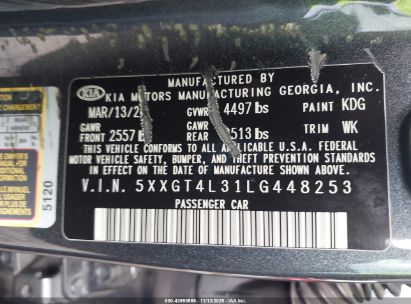 MANUFACTURED BY
KIA KIA MOTORS MANUFACTURING GEORGIA, INC.
MAR/13/2 GVWR 4497 lbs PAINT KDG
GAWR FRONT 2557 lbs GAWR 513 lbs TRIM WK
THIS VEHICLE CONFORMS TO ALL APPLICABLE U.S.A. FEDERAL
MOTOR VEHICLE SAFETY, BUMPER, AND THEFT PREVENTION
STANDARDS IN EFFECT ON THE DATE OF MANUFACTURE SHOWN ABOVE.
V.I.N. 5XXGT4L31LG448253
PASSENGER CAR
5120